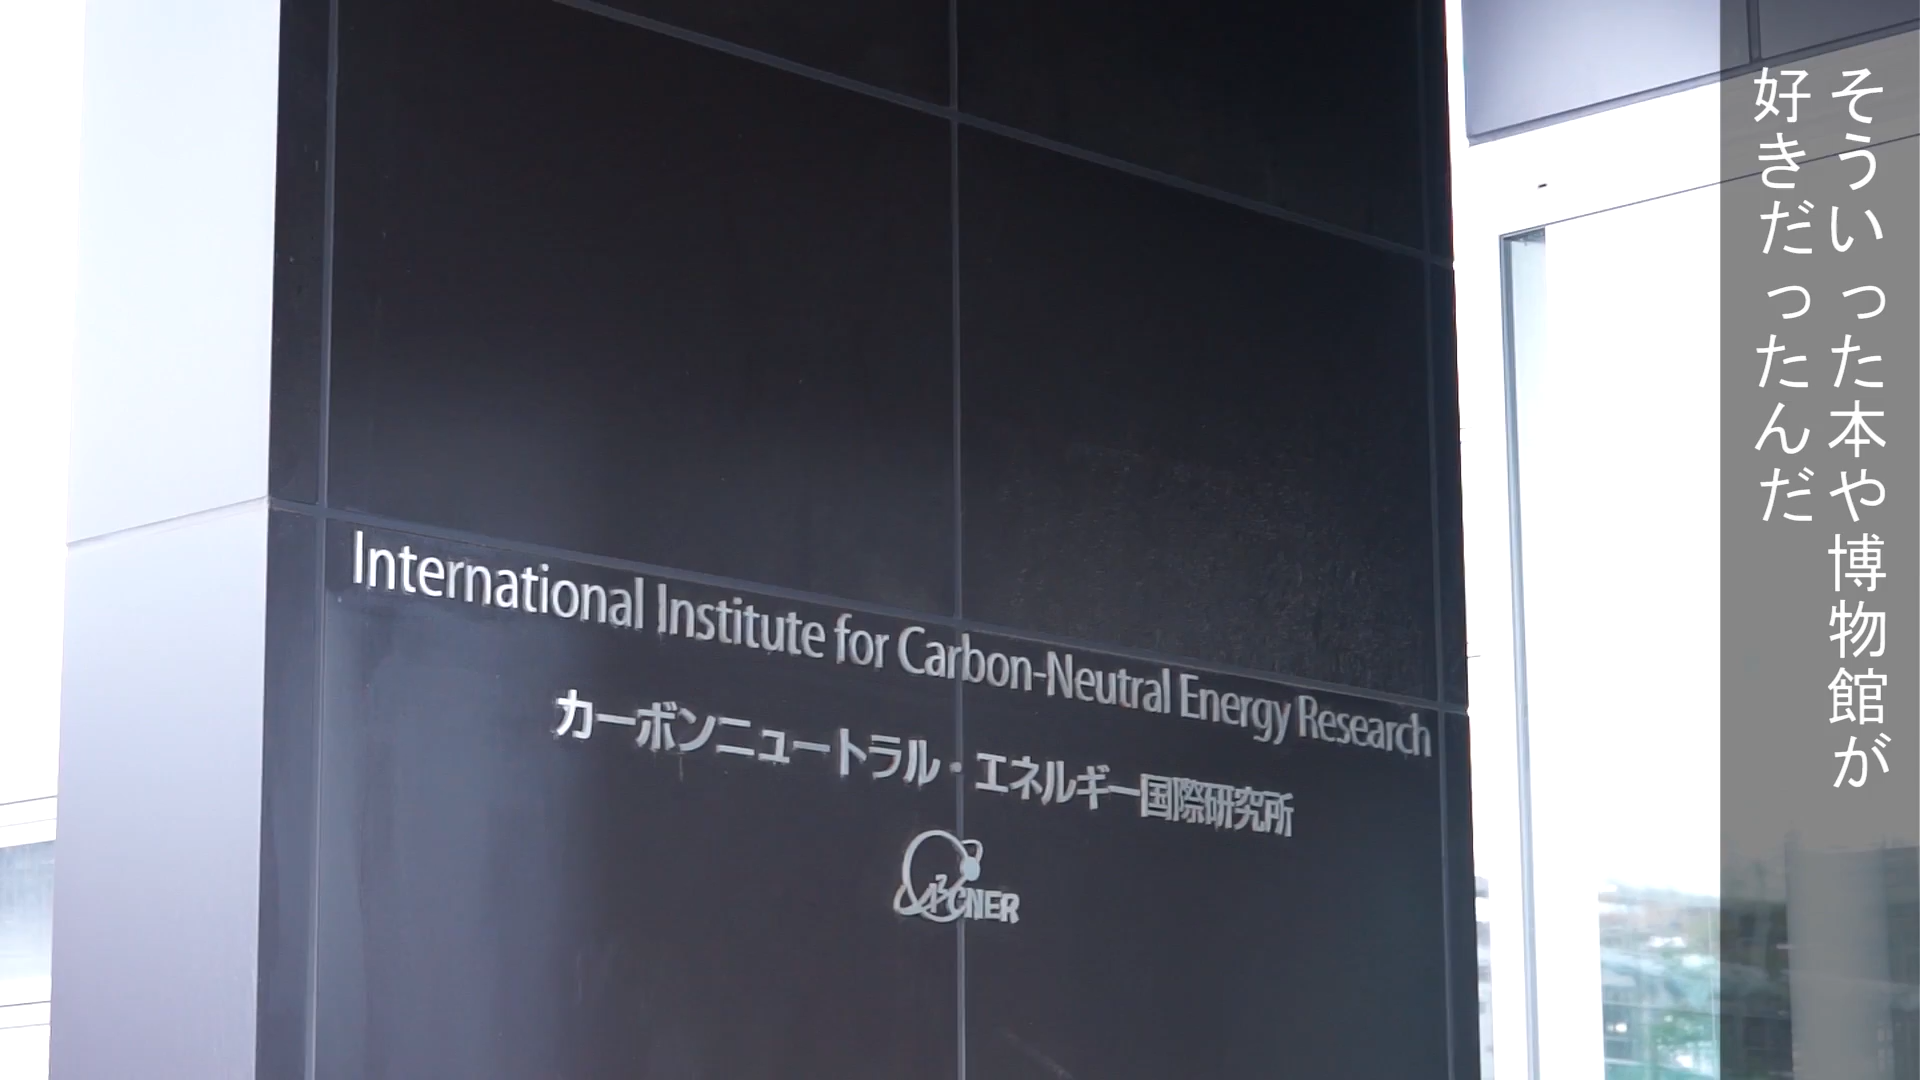 そういった本や博物館が
好きだったんだ
International Institute for Carbon-Neutral Energy Research
カーボンニュートラル・エネルギー国際研究所
I²CNER